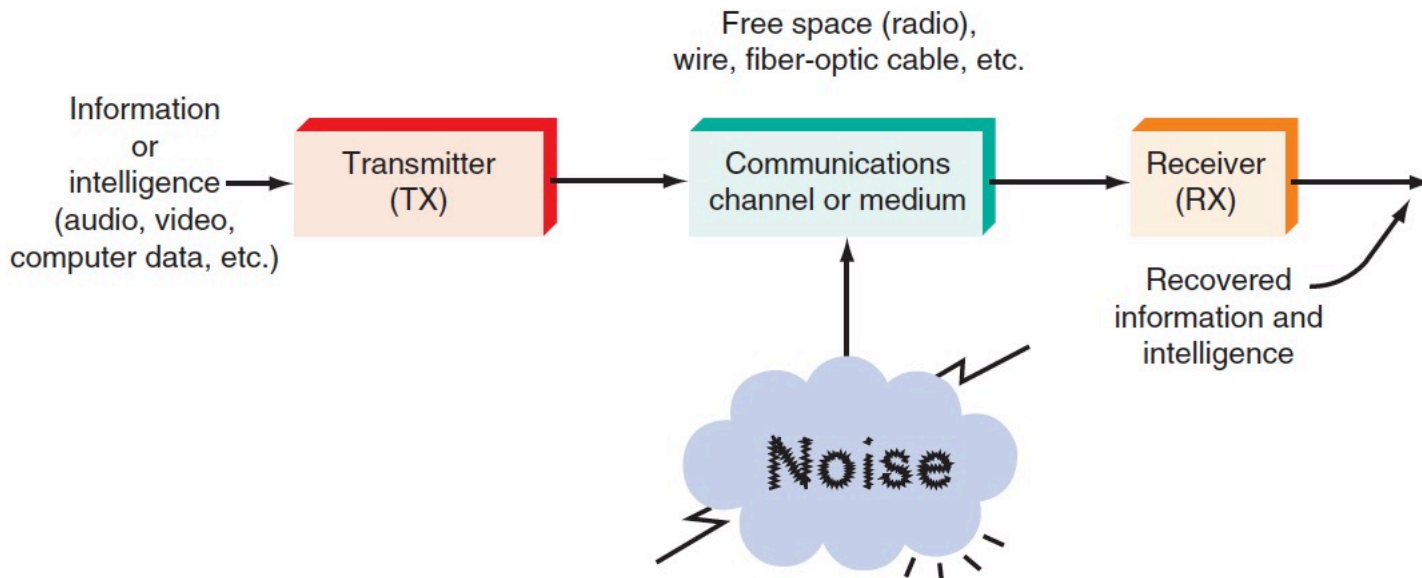 Free space (radio),
wire, fiber-optic cable, etc.
Information
or
intelligence
(audio, video,
computer data, etc.)
Transmitter
(TX)
Communications
channel or medium
Receiver
(RX)
Recovered
information and
intelligence
Noise